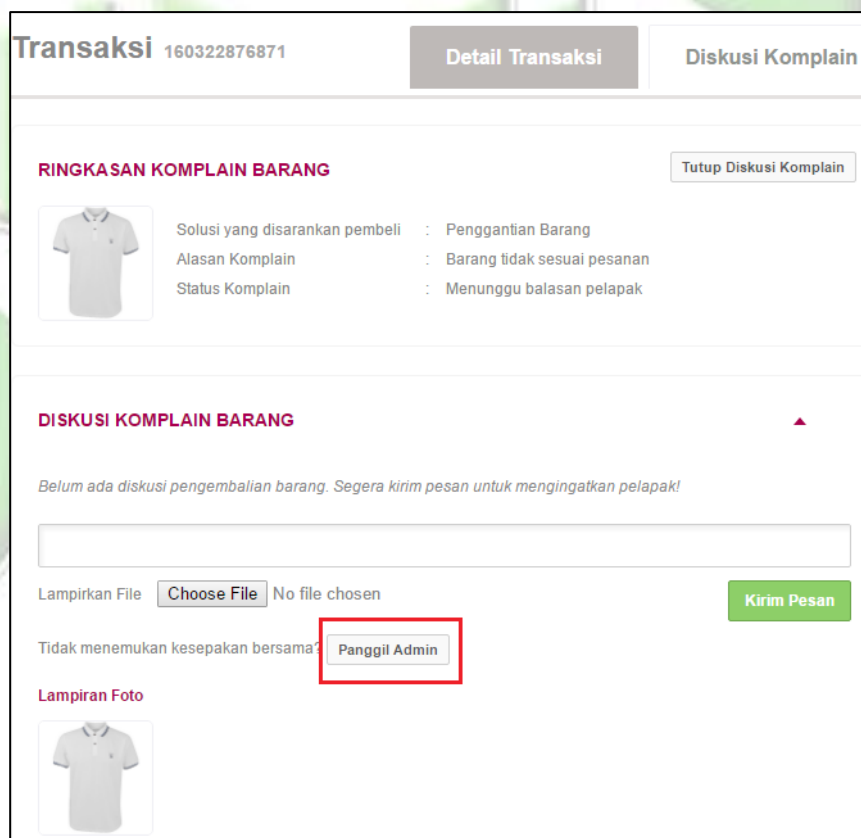 Transaksi 160322876871
Detail Transaksi
Diskusi Komplain
RINGKASAN KOMPLAIN BARANG
Tutup Diskusi Komplain
Solusi yang disarankan pembeli : Penggantian Barang
Alasan Komplain : Barang tidak sesuai pesanan
Status Komplain : Menunggu balasan pelapak
DISKUSI KOMPLAIN BARANG
Belum ada diskusi pengembalian barang. Segera kirim pesan untuk mengingatkan pelapak!
Lampirkan File Choose File No file chosen
Kirim Pesan
Tidak menemukan kesepakan bersama? Panggil Admin
Lampiran Foto